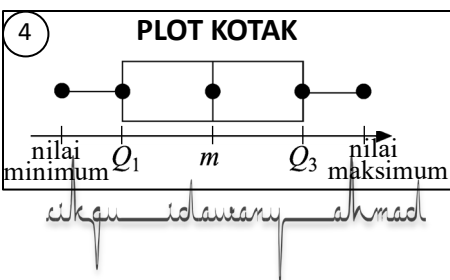 4
PLOT KOTAK
nilai minimum Q₁ m Q₃ nilai maksimum
cikgu idawany ahmad